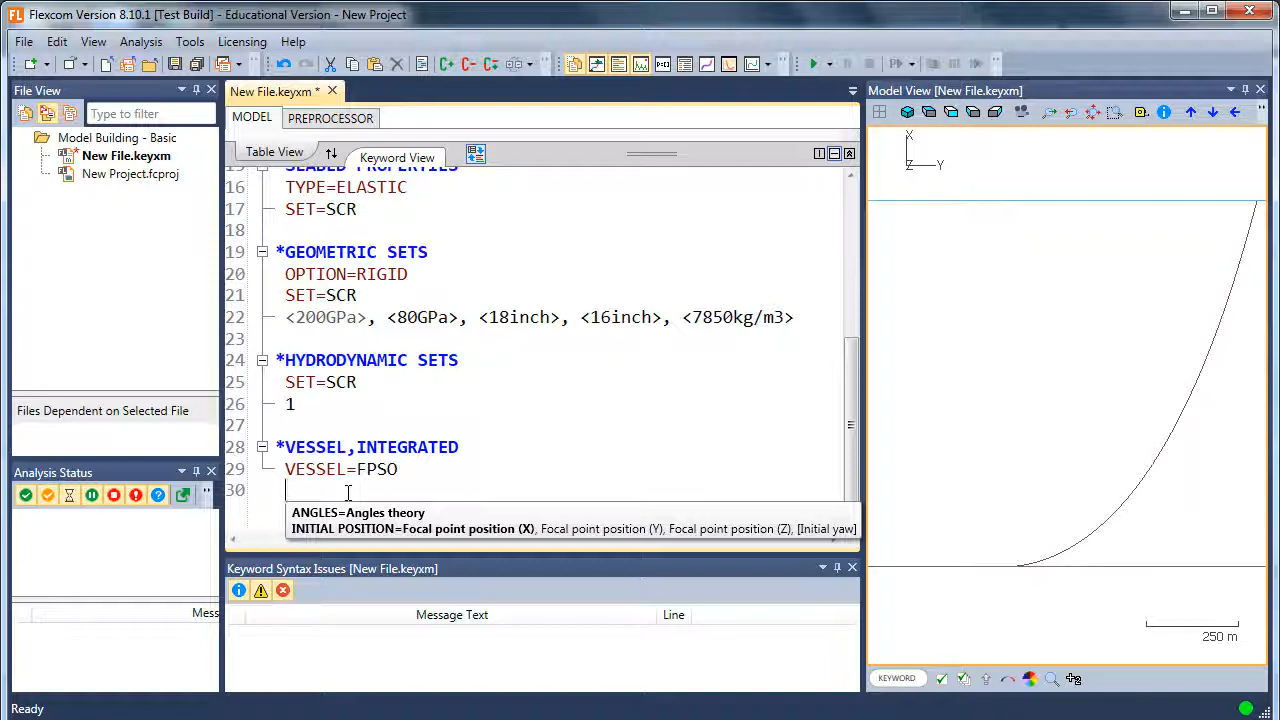 Flexcom Version 8.10.1 [Test Build] - Educational Version - New Project
File Edit View Analysis Tools Licensing Help
File View
Type to filter
Model Building - Basic
New File.keyxm
New Project.fcproj
Files Dependent on Selected File
Analysis Status
Mess
New File.keyxm *
MODEL PREPROCESSOR
Table View Keyword View
16 TYPE=ELASTIC
17 SET=SCR
18
19 *GEOMETRIC SETS
20 OPTION=RIGID
21 SET=SCR
22 <200GPa>, <80GPa>, <18inch>, <16inch>, <7850kg/m3>
23
24 *HYDRODYNAMIC SETS
25 SET=SCR
26 1
27
28 *VESSEL,INTEGRATED
29 VESSEL=FPSO
30
ANGLES=Angles theory
INITIAL POSITION=Focal point position (X), Focal point position (Y), Focal point position (Z), [Initial yaw]
Keyword Syntax Issues [New File.keyxm]
Message Text Line
Model View [New File.keyxm]
X
Z Y
250 m
KEYWORD
Ready